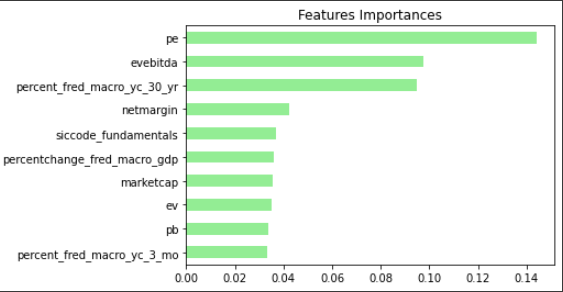 Features Importances
pe
evebitda
percent_fred_macro_yc_30_yr
netmargin
siccode_fundamentals
percentchange_fred_macro_gdp
marketcap
ev
pb
percent_fred_macro_yc_3_mo
0.00 0.02 0.04 0.06 0.08 0.10 0.12 0.14